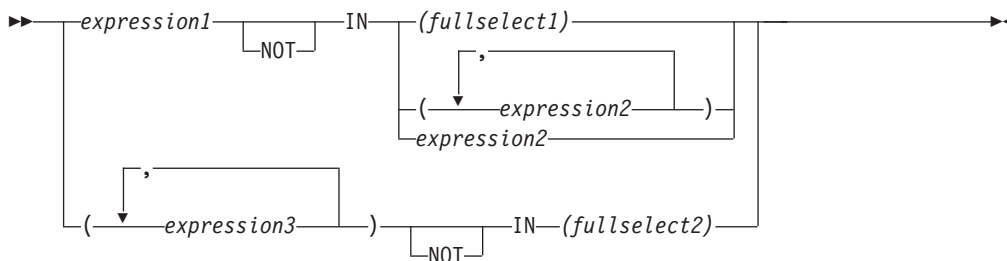 expression1 NOT IN (fullselect1)
,
( expression2 )
expression2
,
( expression3 ) NOT IN (fullselect2)